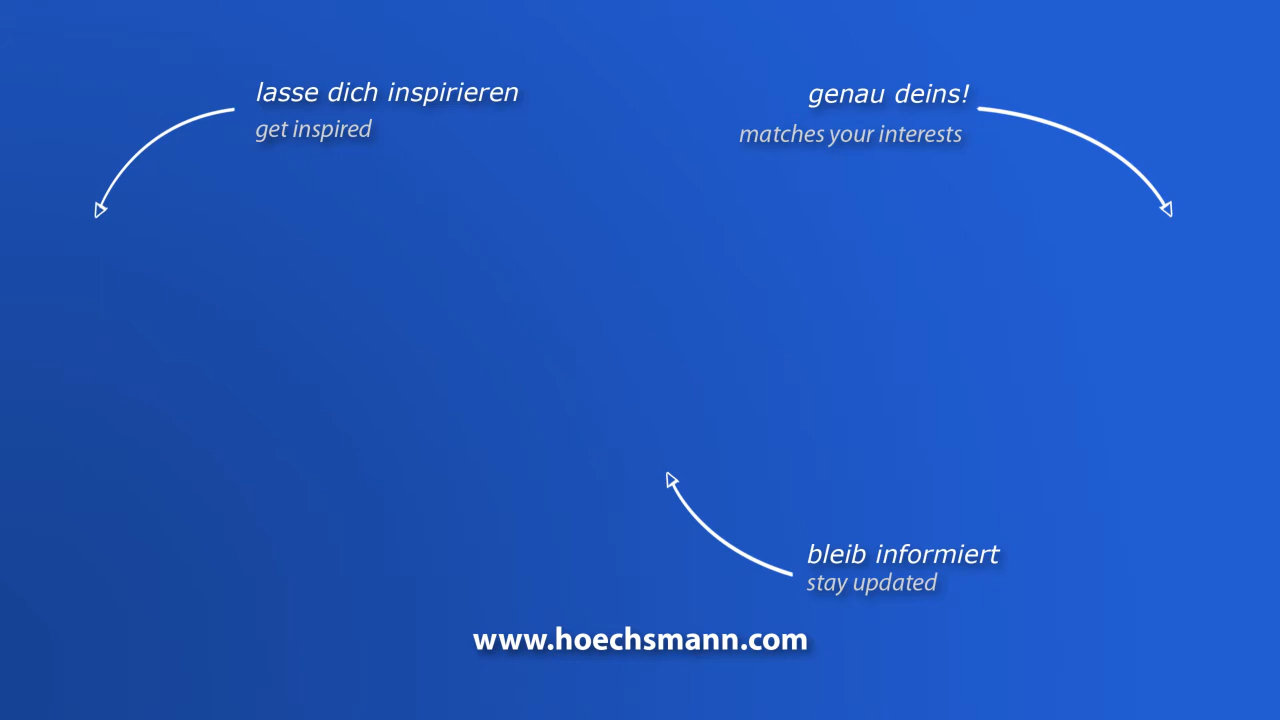 lasse dich inspirieren
get inspired
genau deins!
matches your interests
bleib informiert
stay updated
www.hoechsmann.com